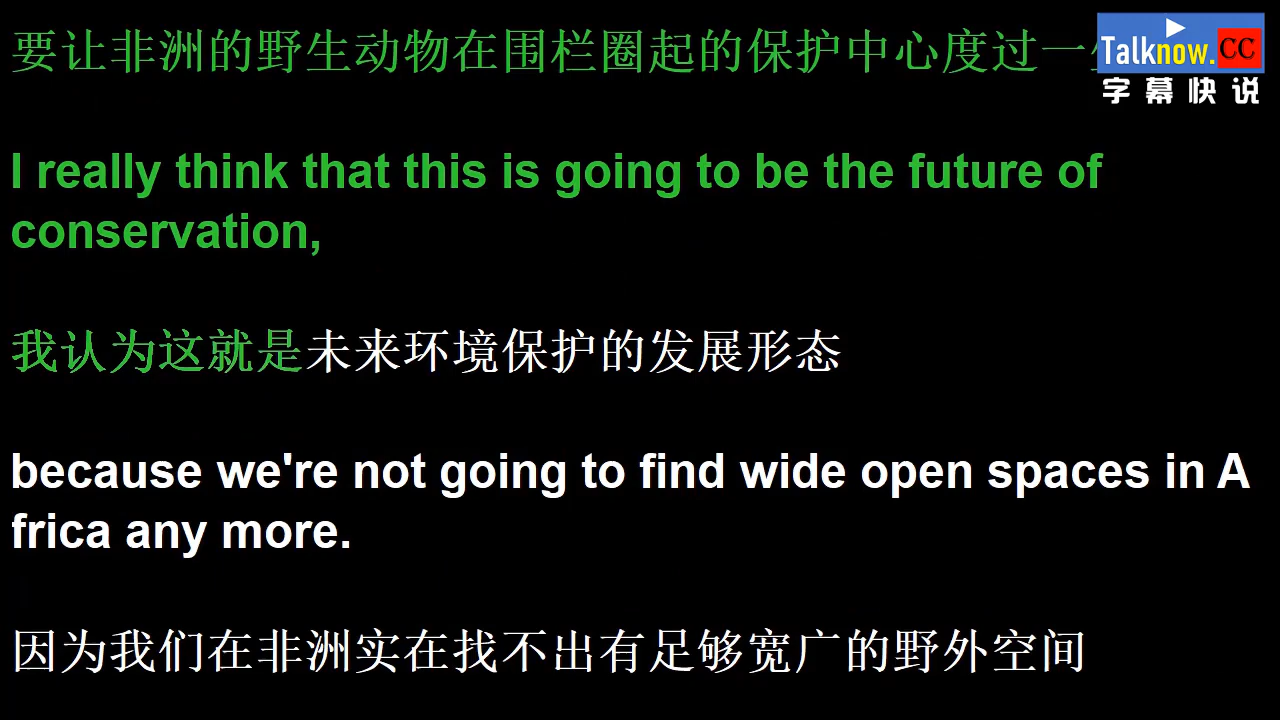 要让非洲的野生动物在围栏圈起的保护中心度过一
Talknow.CC
字幕快说
I really think that this is going to be the future of
conservation,
我认为这就是未来环境保护的发展形态
because we're not going to find wide open spaces in A
frica any more.
因为我们在非洲实在找不出有足够宽广的野外空间